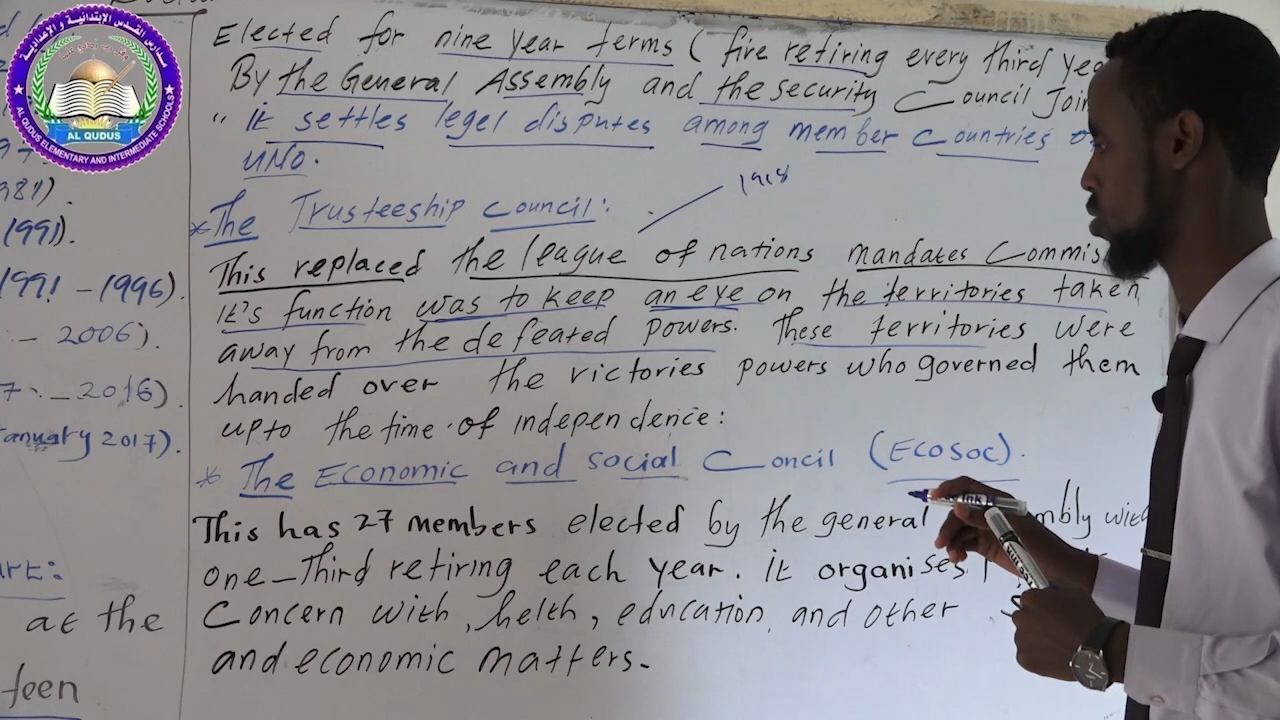 مدارس القدس الإبتدائية و الإعدادية
AL QUDUS
AL QUDUS ELEMENTARY AND INTERMEDIATE SCHOOLS
981).
1991).
1991 - 1996).
- 2006).
7 - 2016).
January 2017).
at the
teen
Elected for nine year terms (five retiring every third
By the General Assembly and the security Council
" it settles legel disputes among member Countries
UNO.
* The Trusteeship Council:
1918
This replaced the league of nations mandates
it's function was to keep an eye on the territories taken
away from the defeated powers. These territories were
handed over the victories powers who governed them
upto the time of independence:
* The Economic and social Concil (ECOSOC).
This has 27 members elected by the general
one-Third retiring each year. it organises
Concern with, helth, education, and other
and economic matters.